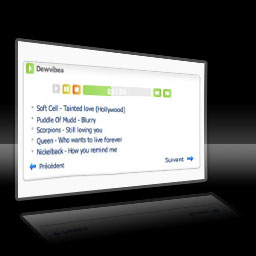 Dewvibea
Soft Cell - Tainted love (Hollywood)
Puddle Of Mudd - Blurry
Scorpions - Still loving you
Queen - Who wants to live forever
Nickelback - How you remind me
Précédent
Suivant